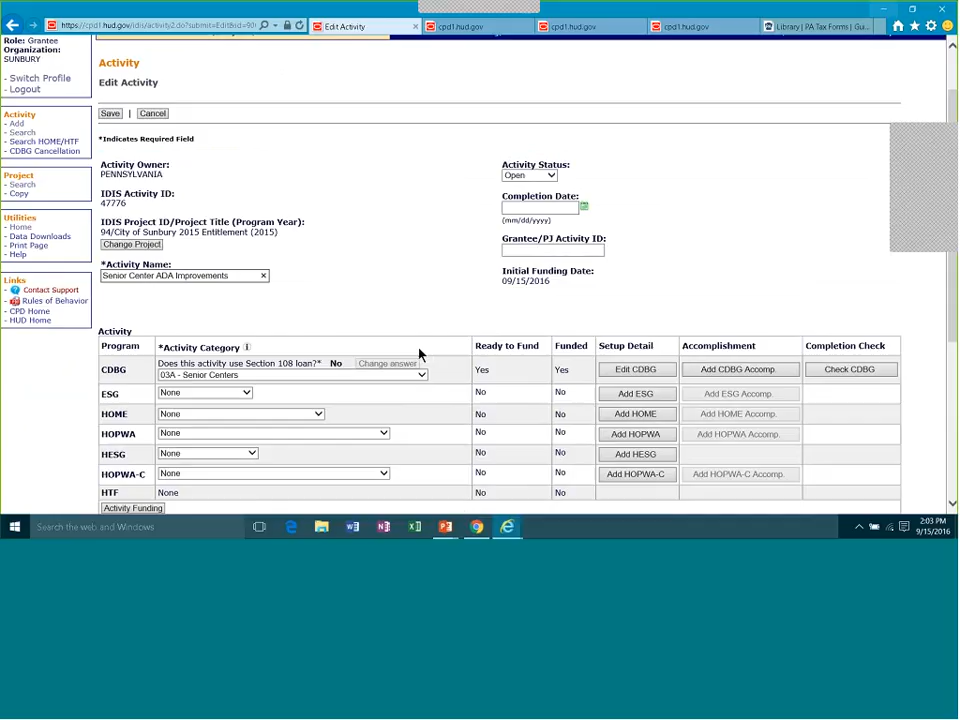 https://cpd1.hud.gov/idis/activity2.do?submit=Edit&id=90
Edit Activity
cpd1.hud.gov
cpd1.hud.gov
cpd1.hud.gov
Library | PA Tax Forms | Gu...
Role: Grantee
Organization:
SUNBURY
- Switch Profile
- Logout
Activity
- Add
- Search
- Search HOME/HTF
- CDBG Cancellation
Project
- Search
- Copy
Utilities
- Home
- Data Downloads
- Print Page
- Help
Links
- Contact Support
- Rules of Behavior
- CPD Home
- HUD Home
Activity
Edit Activity
Save | Cancel
*Indicates Required Field
Activity Owner:
PENNSYLVANIA
IDIS Activity ID:
47776
IDIS Project ID/Project Title (Program Year):
94/City of Sunbury 2015 Entitlement (2015)
Change Project
*Activity Name:
Senior Center ADA Improvements
Activity Status:
Open
Completion Date:
(mm/dd/yyyy)
Grantee/PJ Activity ID:
Initial Funding Date:
09/15/2016
Activity
Program *Activity Category Ready to Fund Funded Setup Detail Accomplishment Completion Check
Does this activity use Section 108 loan?* No Change answer
CDBG 03A - Senior Centers Yes Yes Edit CDBG Add CDBG Accomp. Check CDBG
ESG None No No Add ESG Add ESG Accomp.
HOME None No No Add HOME Add HOME Accomp.
HOPWA None No No Add HOPWA Add HOPWA Accomp.
HESG None No No Add HESG
HOPWA-C None No No Add HOPWA-C Add HOPWA-C Accomp.
HTF None No No
Activity Funding
Search the web and Windows
2:03 PM
9/15/2016